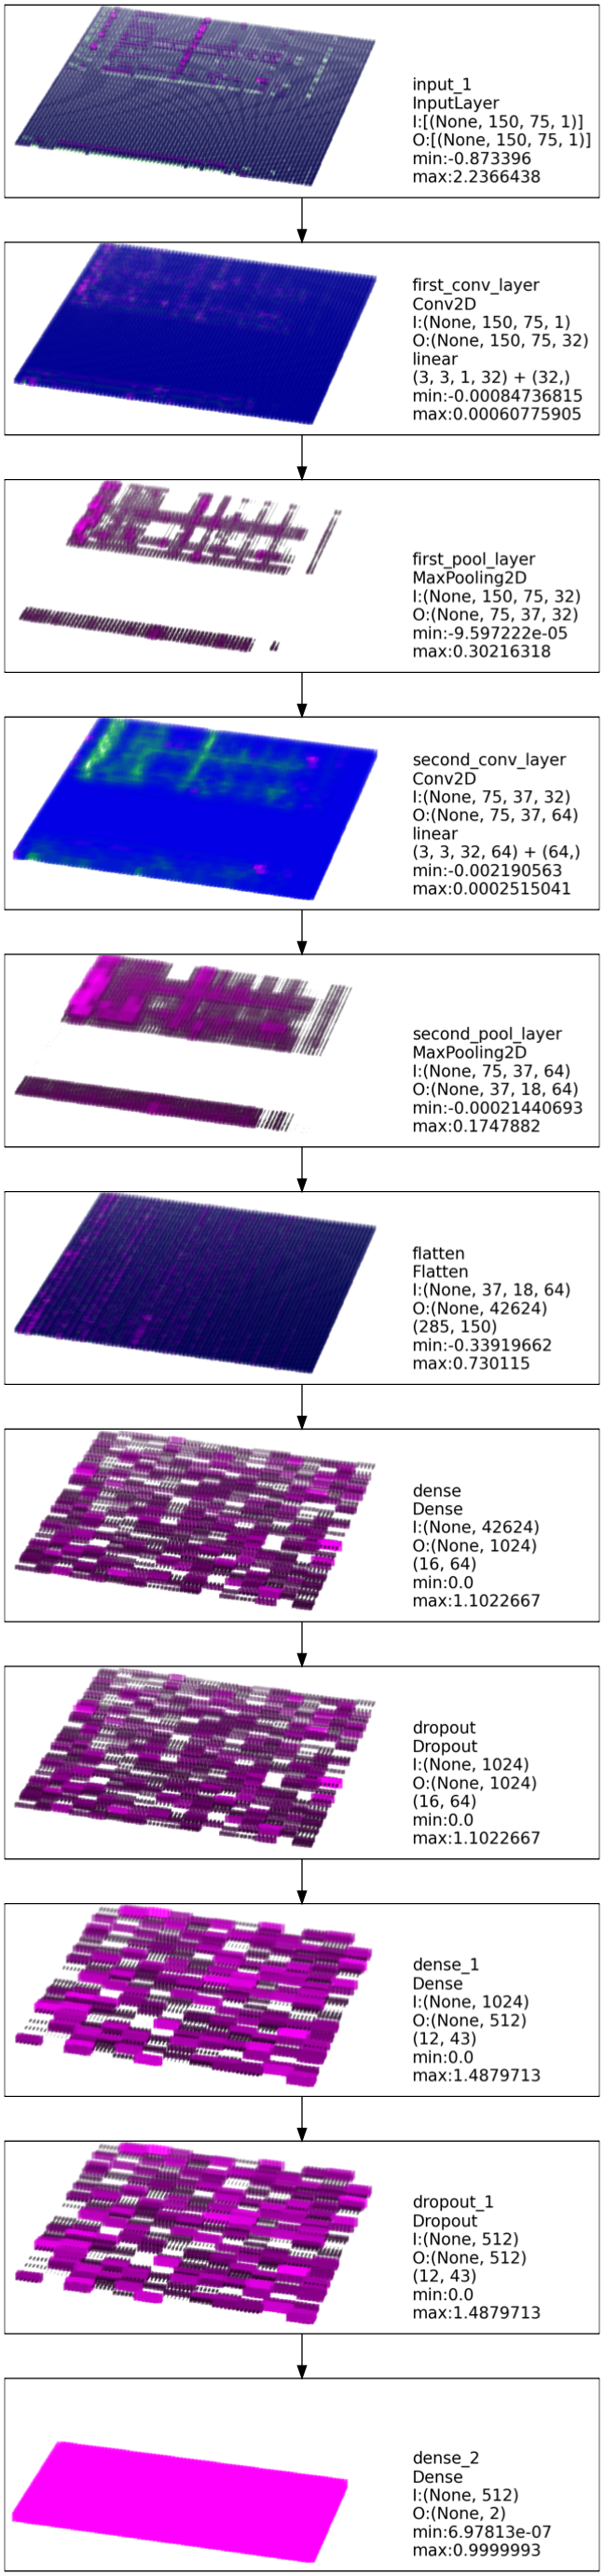 input_1
InputLayer
I:[(None, 150, 75, 1)]
O:[(None, 150, 75, 1)]
min:-0.873396
max:2.2366438
first_conv_layer
Conv2D
I:(None, 150, 75, 1)
O:(None, 150, 75, 32)
linear
(3, 3, 1, 32) + (32,)
min:-0.00084736815
max:0.00060775905
first_pool_layer
MaxPooling2D
I:(None, 150, 75, 32)
O:(None, 75, 37, 32)
min:-9.597222e-05
max:0.30216318
second_conv_layer
Conv2D
I:(None, 75, 37, 32)
O:(None, 75, 37, 64)
linear
(3, 3, 32, 64) + (64,)
min:-0.002190563
max:0.0002515041
second_pool_layer
MaxPooling2D
I:(None, 75, 37, 64)
O:(None, 37, 18, 64)
min:-0.00021440693
max:0.1747882
flatten
Flatten
I:(None, 37, 18, 64)
O:(None, 42624)
(285, 150)
min:-0.33919662
max:0.730115
dense
Dense
I:(None, 42624)
O:(None, 1024)
(16, 64)
min:0.0
max:1.1022667
dropout
Dropout
I:(None, 1024)
O:(None, 1024)
(16, 64)
min:0.0
max:1.1022667
dense_1
Dense
I:(None, 1024)
O:(None, 512)
(12, 43)
min:0.0
max:1.4879713
dropout_1
Dropout
I:(None, 512)
O:(None, 512)
(12, 43)
min:0.0
max:1.4879713
dense_2
Dense
I:(None, 512)
O:(None, 2)
min:6.97813e-07
max:0.9999993